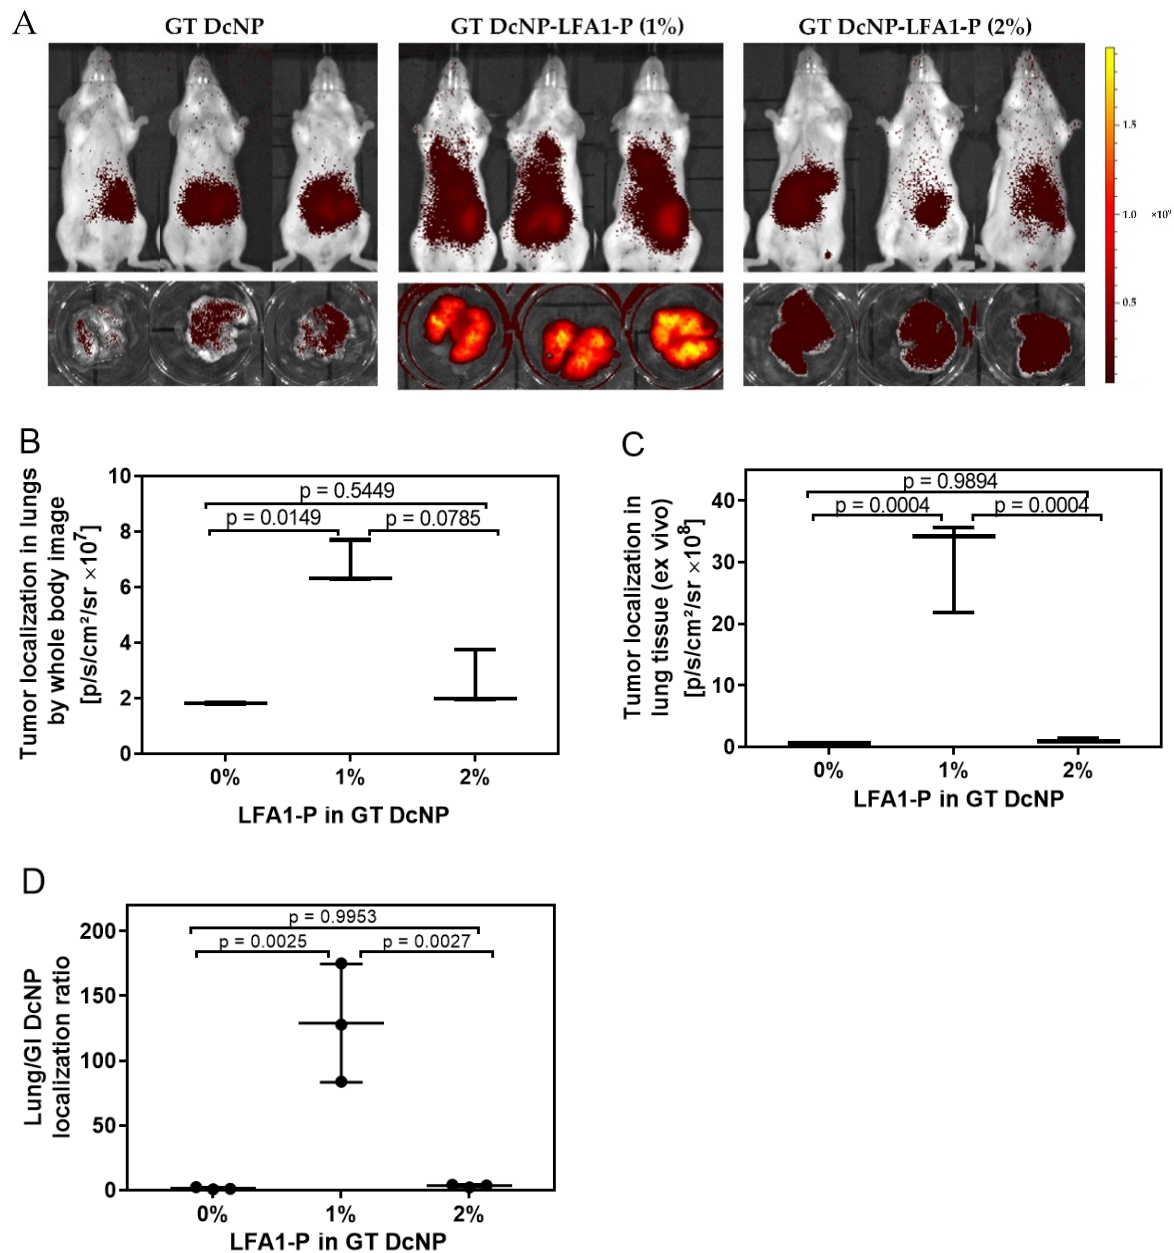 A
GT DcNP
GT DcNP-LFA1-P (1%)
GT DcNP-LFA1-P (2%)
1.5
1.0 ×10⁹
0.5
B
Tumor localization in lungs
by whole body image
[p/s/cm²/sr ×10⁷]
10
8
6
4
2
0
p = 0.5449
p = 0.0149
p = 0.0785
0% 1% 2%
LFA1-P in GT DcNP
C
Tumor localization in
lung tissue (ex vivo)
[p/s/cm²/sr ×10⁸]
40
30
20
10
0
p = 0.9894
p = 0.0004
p = 0.0004
0% 1% 2%
LFA1-P in GT DcNP
D
Lung/GI DcNP
localization ratio
200
150
100
50
0
p = 0.9953
p = 0.0025
p = 0.0027
0% 1% 2%
LFA1-P in GT DcNP